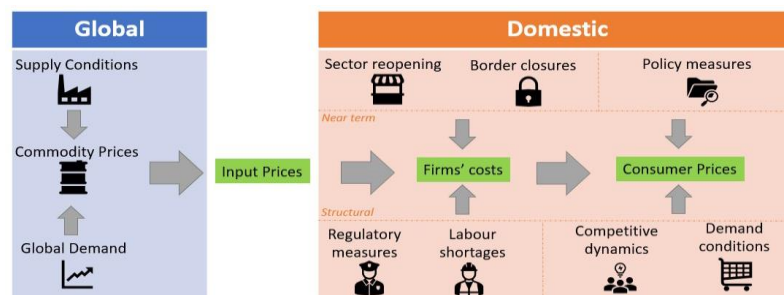 Global
Supply Conditions
Commodity Prices
Global Demand
Input Prices
Domestic
Sector reopening
Border closures
Policy measures
Near term
Firms' costs
Consumer Prices
Structural
Regulatory
measures
Labour
shortages
Competitive
dynamics
Demand
conditions